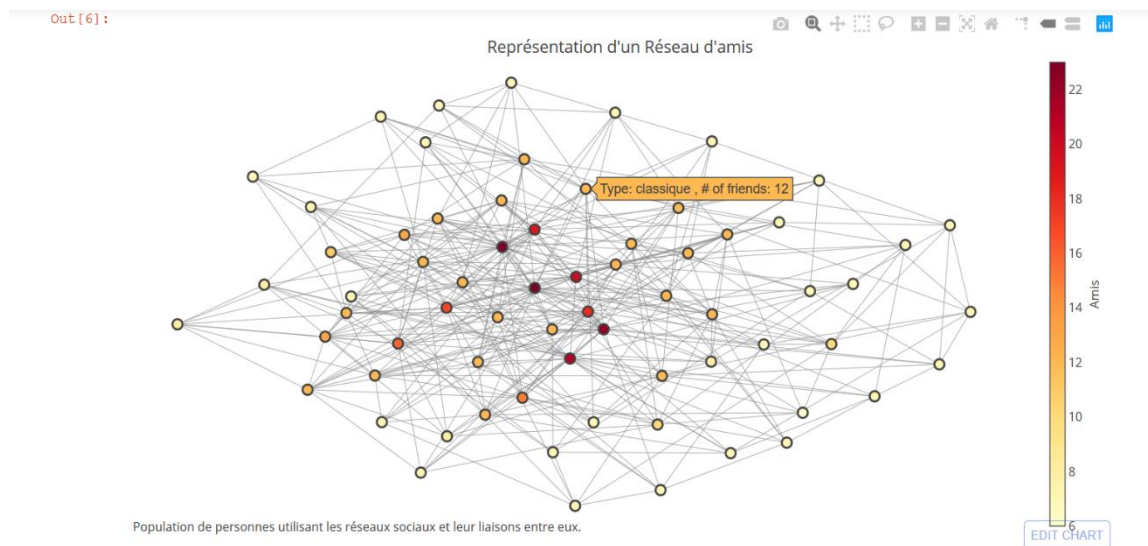 Out[6]:
Représentation d'un Réseau d'amis
Type: classique , # of friends: 12
22
20
18
16
14
12
10
8
6
Amis
Population de personnes utilisant les réseaux sociaux et leur liaisons entre eux.
EDIT CHART